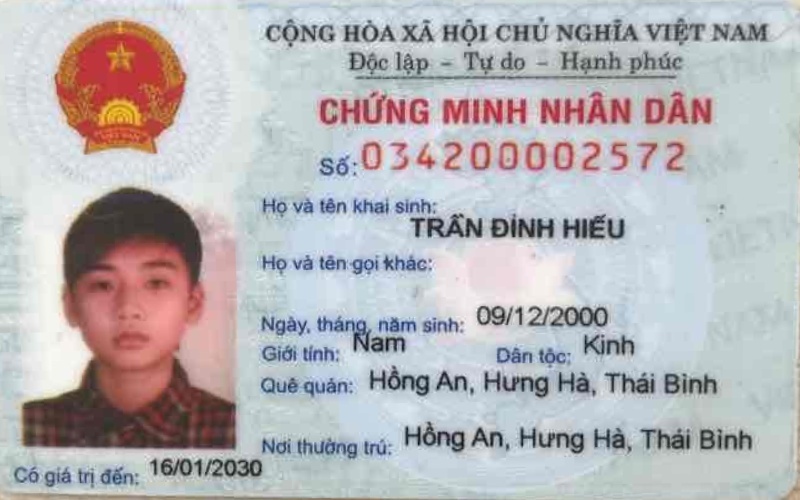 CỘNG HÒA XÃ HỘI CHỦ NGHĨA VIỆT NAM
Độc lập - Tự do - Hạnh phúc
CHỨNG MINH NHÂN DÂN
Số: 034200002572
Họ và tên khai sinh:
TRẦN ĐÌNH HIẾU
Họ và tên gọi khác:
Ngày, tháng, năm sinh: 09/12/2000
Giới tính: Nam Dân tộc: Kinh
Quê quán: Hồng An, Hưng Hà, Thái Bình
Nơi thường trú: Hồng An, Hưng Hà, Thái Bình
Có giá trị đến: 16/01/2030